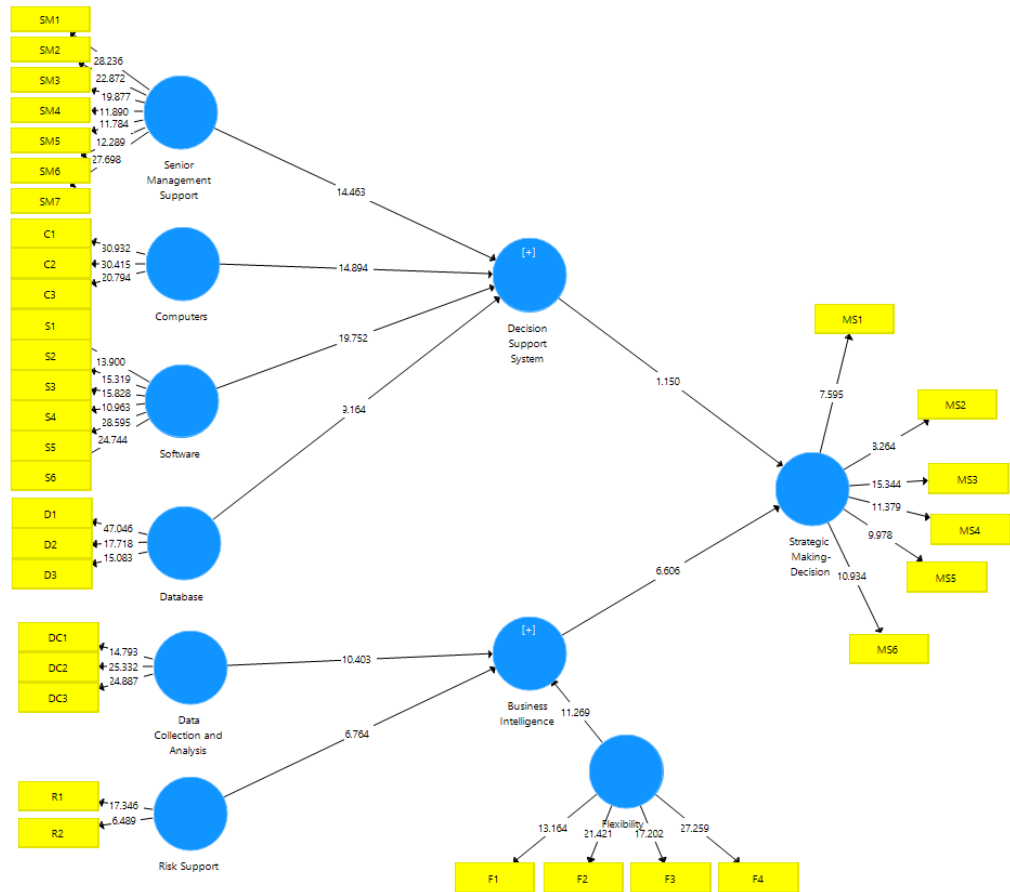 SM1
SM2
SM3
SM4
SM5
SM6
SM7
28.236
22.872
19.877
11.890
11.784
12.289
27.698
Senior
Management
Support
14.463
C1
C2
C3
30.932
30.415
20.794
Computers
14.894
S1
S2
S3
S4
S5
S6
13.900
15.319
15.828
10.963
28.595
24.744
Software
19.752
D1
D2
D3
47.046
17.718
15.083
Database
9.164
[+]
Decision
Support
System
1.150
MS1
MS2
MS3
MS4
MS5
MS6
7.595
8.264
15.344
11.379
9.978
10.934
Strategic
Making-
Decision
6.606
DC1
DC2
DC3
14.793
25.332
24.887
Data
Collection and
Analysis
10.403
[+]
Business
Intelligence
R1
R2
17.346
6.489
Risk Support
6.764
11.269
Flexibility
13.164
21.421
17.202
27.259
F1
F2
F3
F4